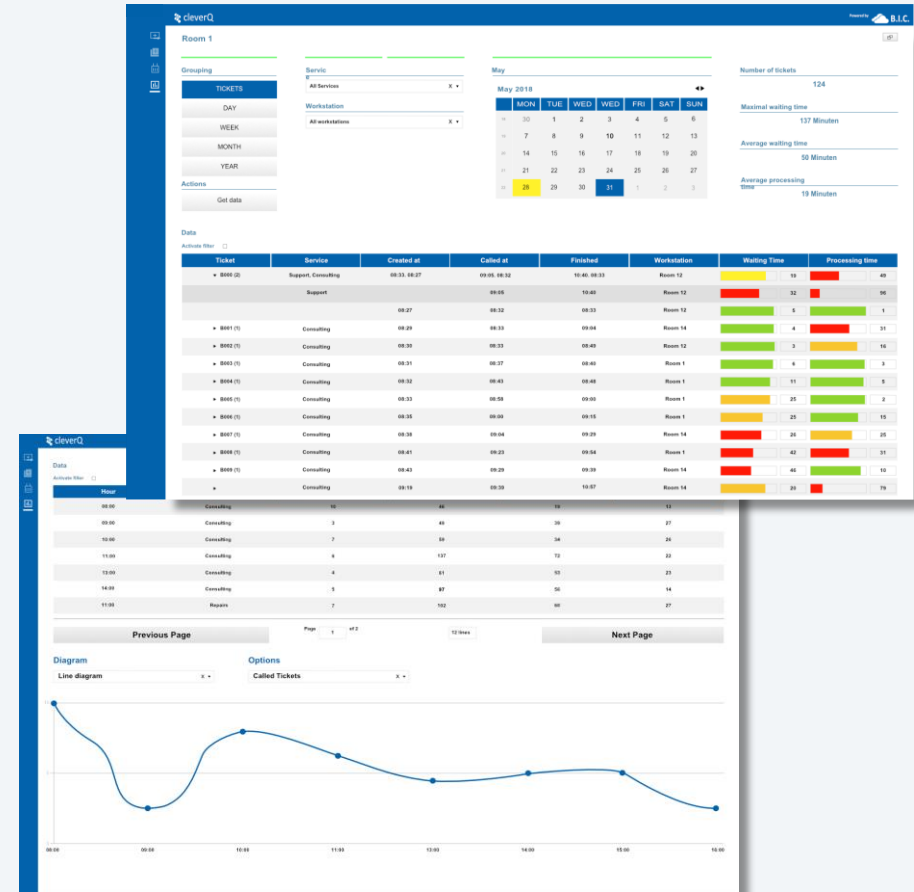 cleverQ
Powered by B.I.C.
Room 1
Grouping
TICKETS
DAY
WEEK
MONTH
YEAR
Actions
Get data
Servic
e
All Services x
Workstation
All workstations x
May
May 2018
MON TUE WED WED FRI SAT SUN
30 1 2 3 4 5 6
7 8 9 10 11 12 13
14 15 16 17 18 19 20
21 22 23 24 25 26 27
28 29 30 31 1 2 3
Number of tickets
124
Maximal waiting time
137 Minuten
Average waiting time
50 Minuten
Average processing
time
19 Minuten
Data
Activate filter
Ticket Service Created at Called at Finished Workstation Waiting Time Processing time
B000 (2) Support, Consulting 08:33, 08:27 09:05, 08:32 10:40, 08:33 Room 12 10 49
Support 09:05 10:40 Room 12 32 96
08:27 08:32 08:33 Room 12 5 1
B001 (1) Consulting 08:29 08:33 09:04 Room 14 4 31
B002 (1) Consulting 08:30 08:33 08:49 Room 12 3 16
B003 (1) Consulting 08:31 08:37 08:40 Room 1 6 3
B004 (1) Consulting 08:32 08:43 08:48 Room 1 11 5
B005 (1) Consulting 08:33 08:58 09:00 Room 1 25 2
B006 (1) Consulting 08:35 09:00 09:15 Room 1 25 15
B007 (1) Consulting 08:38 09:04 09:29 Room 14 26 25
B008 (1) Consulting 08:41 09:23 09:54 Room 1 42 31
B009 (1) Consulting 08:43 09:29 09:39 Room 14 46 10
Consulting 09:19 09:39 10:57 Room 14 20 79
cleverQ
Data
Activate filter
Hour
08:00 Consulting 10 46 13
09:00 Consulting 3 49 39 27
10:00 Consulting 7 59 34 26
11:00 Consulting 137 72 22
13:00 Consulting 4 61 23
14:00 Consulting 5 97 56 14
11:00 Repairs 7 102 27
Previous Page
Page 1 of 2
12 lines
Next Page
Diagram
Line diagram x
Options
Called Tickets x
08:00 09:00 10:00 11:00 13:00 14:00 15:00 16:00